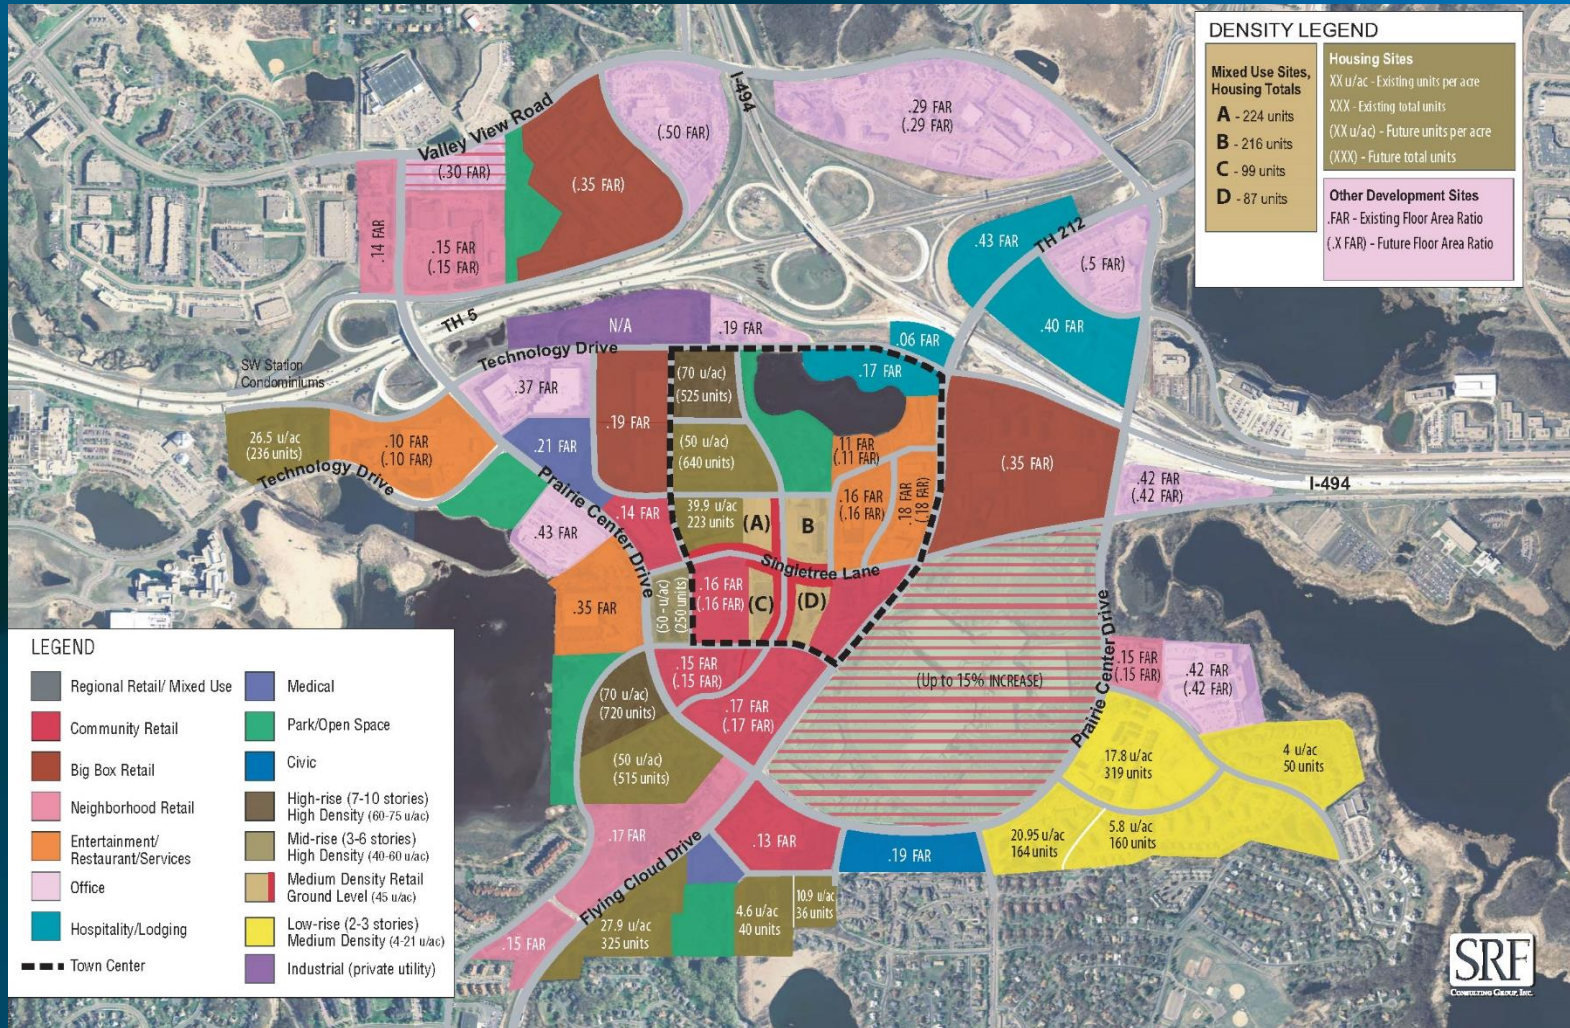 DENSITY LEGEND
Mixed Use Sites,
Housing Totals
A - 224 units
B - 216 units
C - 99 units
D - 87 units
Housing Sites
XX u/ac - Existing units per acre
XXX - Existing total units
(XX u/ac) - Future units per acre
(XXX) - Future total units
Other Development Sites
.FAR - Existing Floor Area Ratio
(.X FAR) - Future Floor Area Ratio
I-494
Valley View Road
(.50 FAR)
.29 FAR
(.29 FAR)
(.30 FAR)
(.35 FAR)
.14 FAR
.15 FAR
(.15 FAR)
.43 FAR
TH 212
(.5 FAR)
.40 FAR
TH 5
N/A
.19 FAR
.06 FAR
Technology Drive
SW Station
Condominiums
.37 FAR
.19 FAR
(70 u/ac)
(525 units)
.17 FAR
26.5 u/ac
(236 units)
.10 FAR
(.10 FAR)
.21 FAR
(50 u/ac)
(640 units)
.11 FAR
(.11 FAR)
(.35 FAR)
Technology Drive
.42 FAR
(.42 FAR)
I-494
Prairie Center Drive
.43 FAR
.14 FAR
39.9 u/ac
223 units
(A)
B
.16 FAR
(.16 FAR)
.18 FAR
(.18 FAR)
Singletree Lane
.35 FAR
(50 - u/ac)
(250 units)
.16 FAR
(.16 FAR)
(C)
(D)
Prairie Center Drive
.15 FAR
(.15 FAR)
.17 FAR
(.17 FAR)
(Up to 15% INCREASE)
.15 FAR
(.15 FAR)
.42 FAR
(.42 FAR)
(70 u/ac)
(720 units)
(50 u/ac)
(515 units)
17.8 u/ac
319 units
4 u/ac
50 units
20.95 u/ac
164 units
5.8 u/ac
160 units
.17 FAR
.13 FAR
.19 FAR
Flying Cloud Drive
.15 FAR
27.9 u/ac
325 units
4.6 u/ac
40 units
10.9 u/ac
36 units
LEGEND
Regional Retail/ Mixed Use
Community Retail
Big Box Retail
Neighborhood Retail
Entertainment/
Restaurant/Services
Office
Hospitality/Lodging
Town Center
Medical
Park/Open Space
Civic
High-rise (7-10 stories)
High Density (60-75 u/ac)
Mid-rise (3-6 stories)
High Density (40-60 u/ac)
Medium Density Retail
Ground Level (45 u/ac)
Low-rise (2-3 stories)
Medium Density (4-21 u/ac)
Industrial (private utility)
SRF
CONSULTING GROUP, INC.